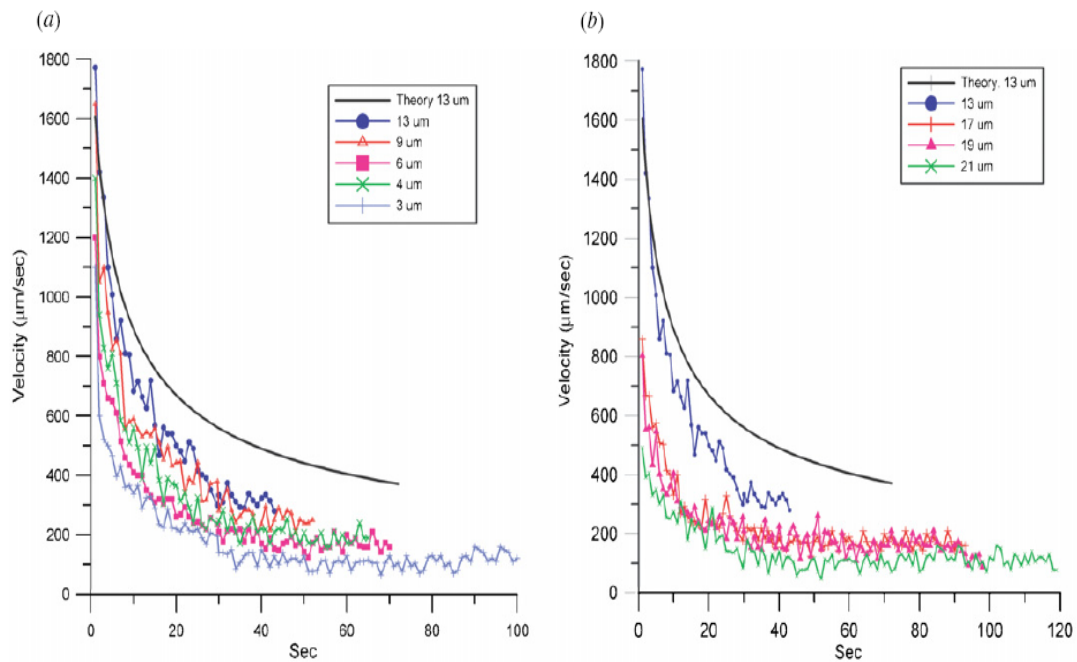 (a)
1800
1600
1400
1200
1000
800
600
400
200
0
Velocity (μm/sec)
0 20 40 60 80 100
Sec
Theory 13 um
13 um
9 um
6 um
4 um
3 um
(b)
1800
1600
1400
1200
1000
800
600
400
200
0
Velocity (μm/sec)
0 20 40 60 80 100 120
Sec
Theory. 13 um
13 um
17 um
19 um
21 um